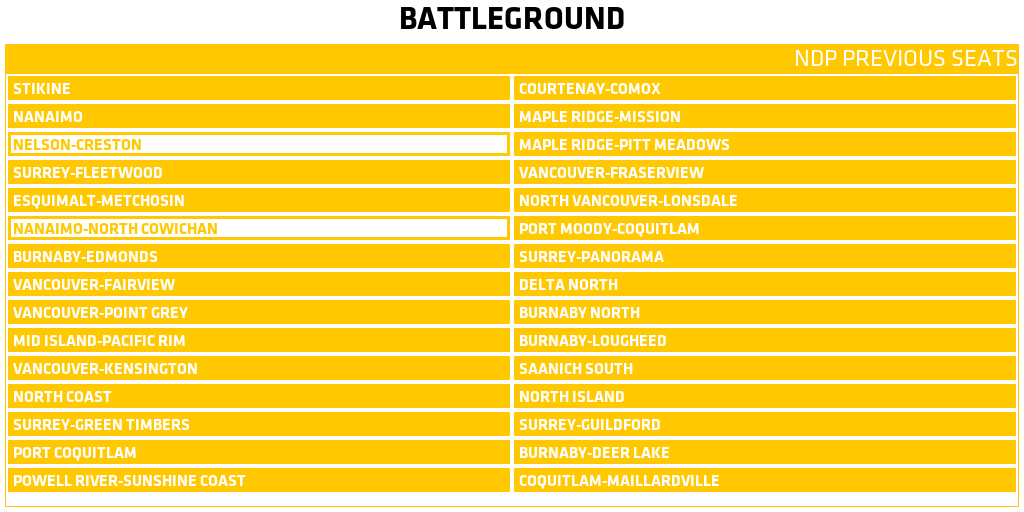 BATTLEGROUND
NDP PREVIOUS SEATS
STIKINE
NANAIMO
NELSON-CRESTON
SURREY-FLEETWOOD
ESQUIMALT-METCHOSIN
NANAIMO-NORTH COWICHAN
BURNABY-EDMONDS
VANCOUVER-FAIRVIEW
VANCOUVER-POINT GREY
MID ISLAND-PACIFIC RIM
VANCOUVER-KENSINGTON
NORTH COAST
SURREY-GREEN TIMBERS
PORT COQUITLAM
POWELL RIVER-SUNSHINE COAST
COURTENAY-COMOX
MAPLE RIDGE-MISSION
MAPLE RIDGE-PITT MEADOWS
VANCOUVER-FRASERVIEW
NORTH VANCOUVER-LONSDALE
PORT MOODY-COQUITLAM
SURREY-PANORAMA
DELTA NORTH
BURNABY NORTH
BURNABY-LOUGHEED
SAANICH SOUTH
NORTH ISLAND
SURREY-GUILDFORD
BURNABY-DEER LAKE
COQUITLAM-MAILLARDVILLE